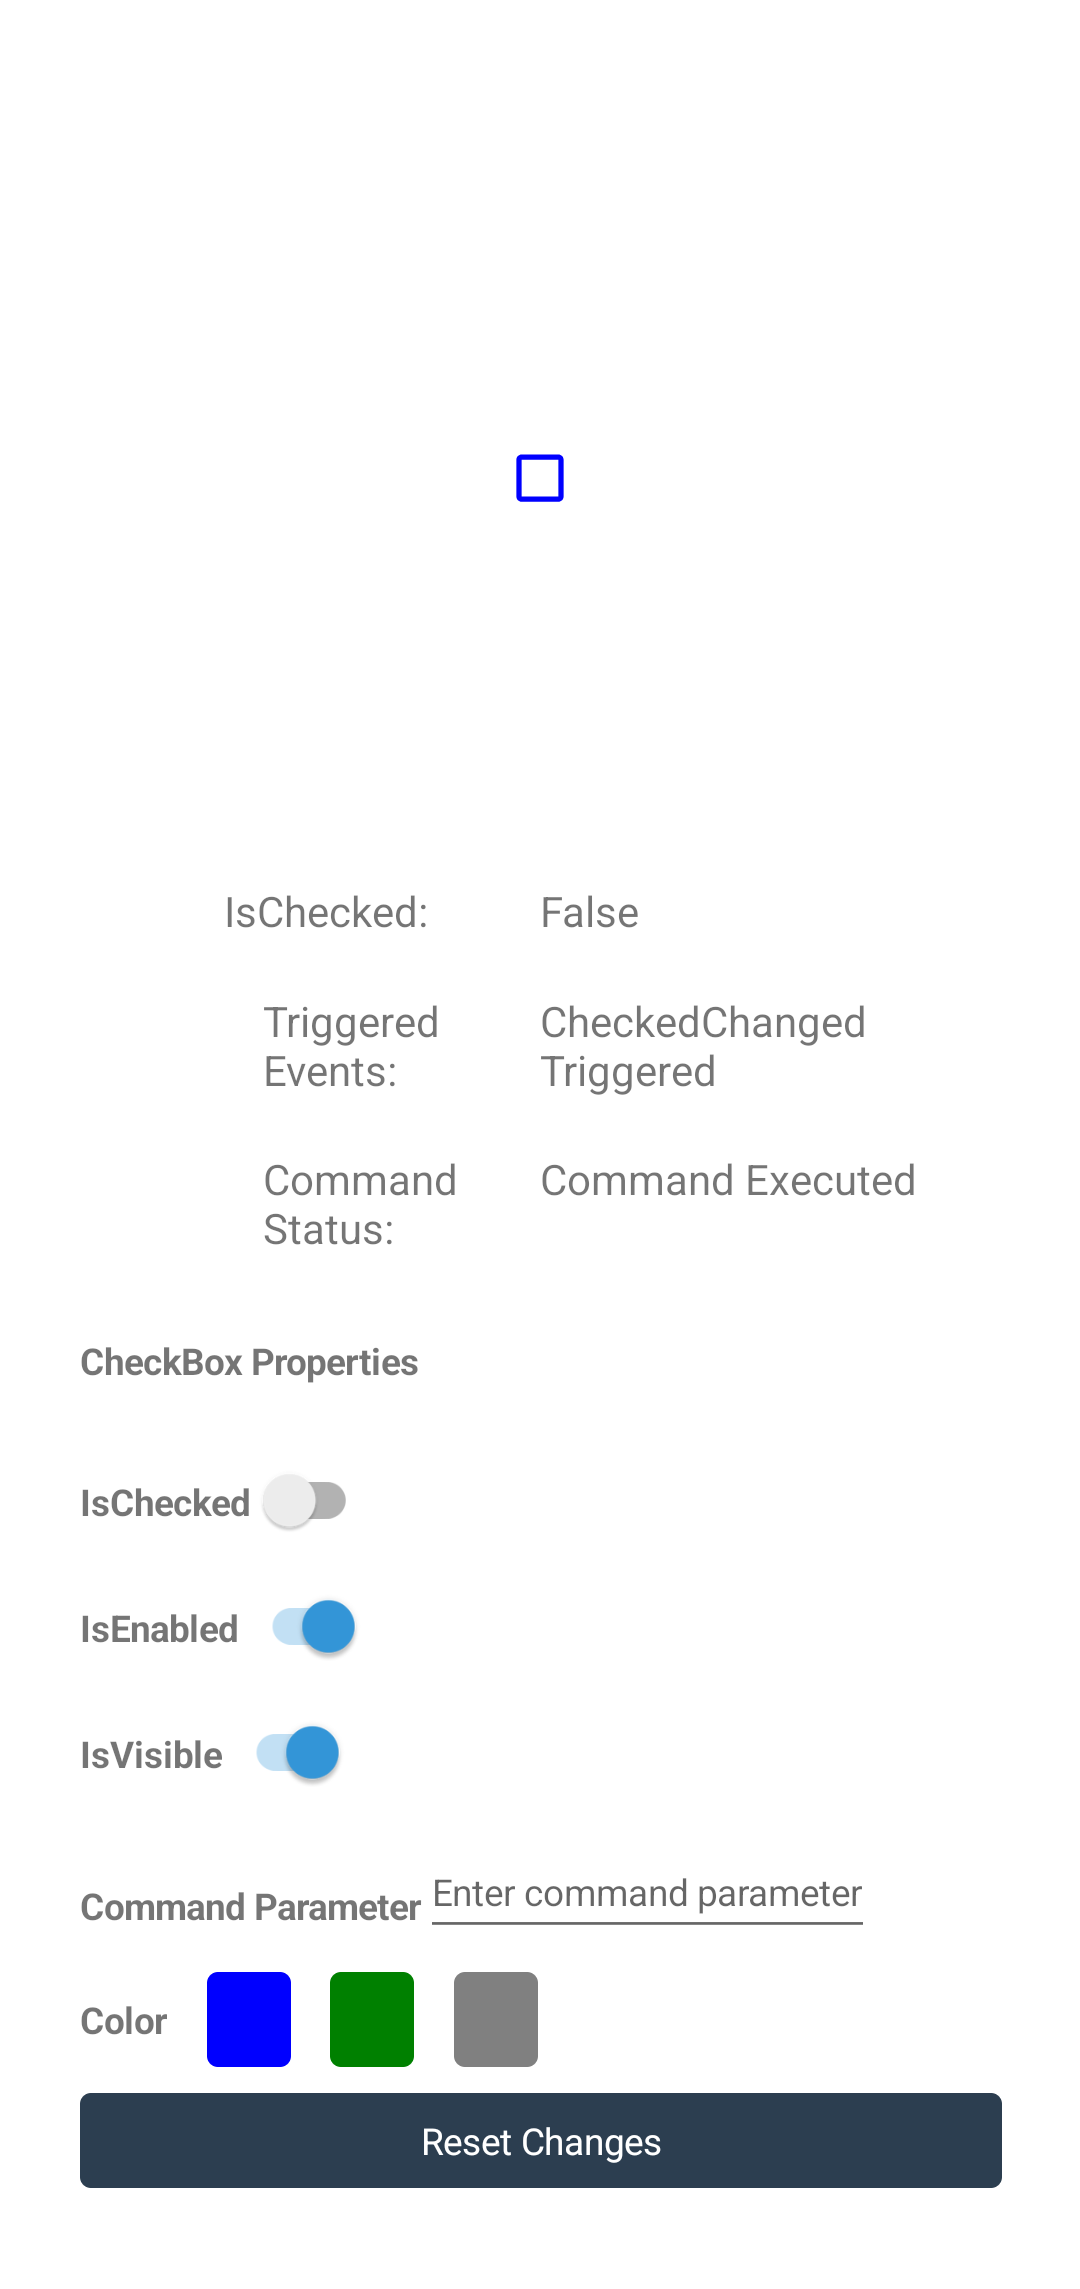 IsChecked: False
Triggered CheckedChanged
Events: Triggered
Command Command Executed
Status:
CheckBox Properties
IsChecked
IsEnabled
IsVisible
Command Parameter Enter command parameter
Color
Reset Changes